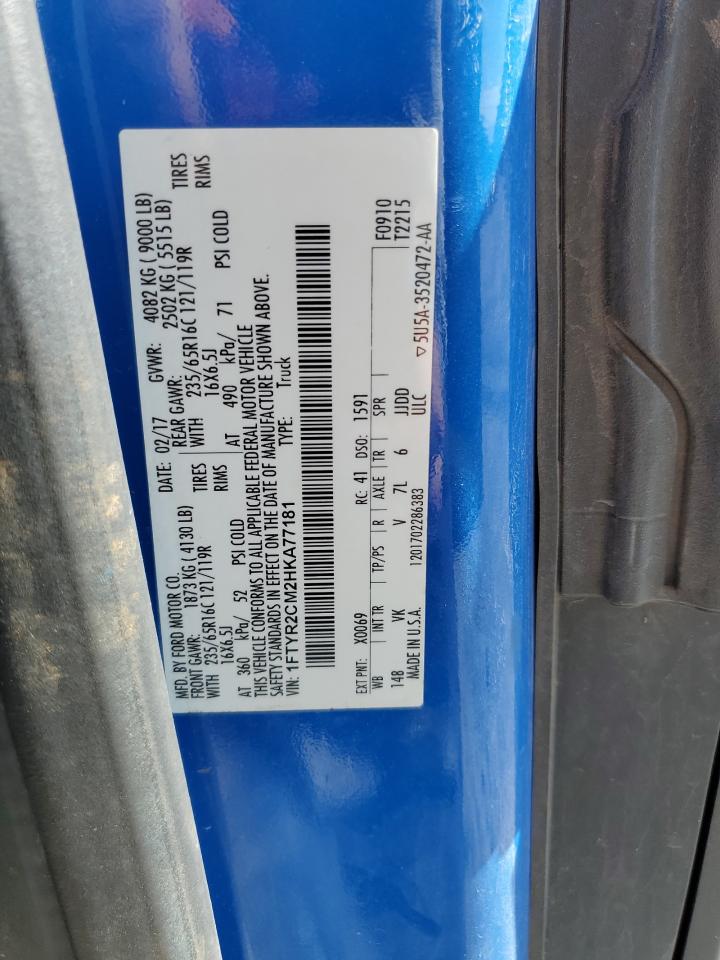 MFD. BY FORD MOTOR CO. DATE: 02/17 GVWR: 4082 KG ( 9000 LB)
FRONT GAWR: 1873 KG ( 4130 LB) REAR GAWR: 2502 KG ( 5515 LB)
WITH 235/65R16C 121/119R TIRES WITH 235/65R16C 121/119R TIRES
16X6.5J RIMS 16X6.5J RIMS
AT 360 kPa/ 52 PSI COLD AT 490 kPa/ 71 PSI COLD
THIS VEHICLE CONFORMS TO ALL APPLICABLE FEDERAL MOTOR VEHICLE
SAFETY STANDARDS IN EFFECT ON THE DATE OF MANUFACTURE SHOWN ABOVE.
VIN: 1FTYR2CM2HKA77181 TYPE: Truck
EXT PNT: X0069 RC: 41 DSO: 1591 F0910
WB INT TR TP/PS R AXLE TR SPR T2215
148 VK V 7L 6 JJDD
MADE IN U.S.A. 1201702286383 ULC
▽5U5A-3520472-AA